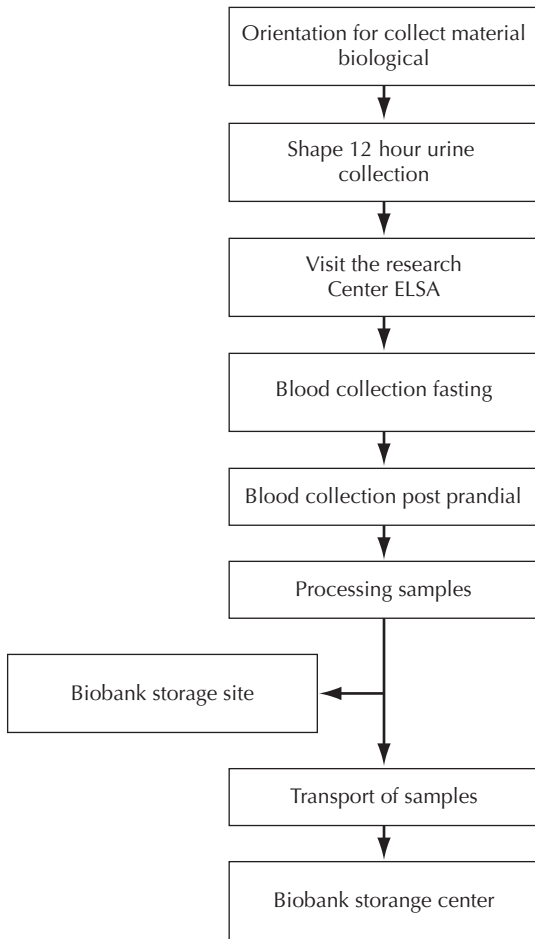 Orientation for collect material
biological
Shape 12 hour urine
collection
Visit the research
Center ELSA
Blood collection fasting
Blood collection post prandial
Processing samples
Biobank storage site
Transport of samples
Biobank storange center